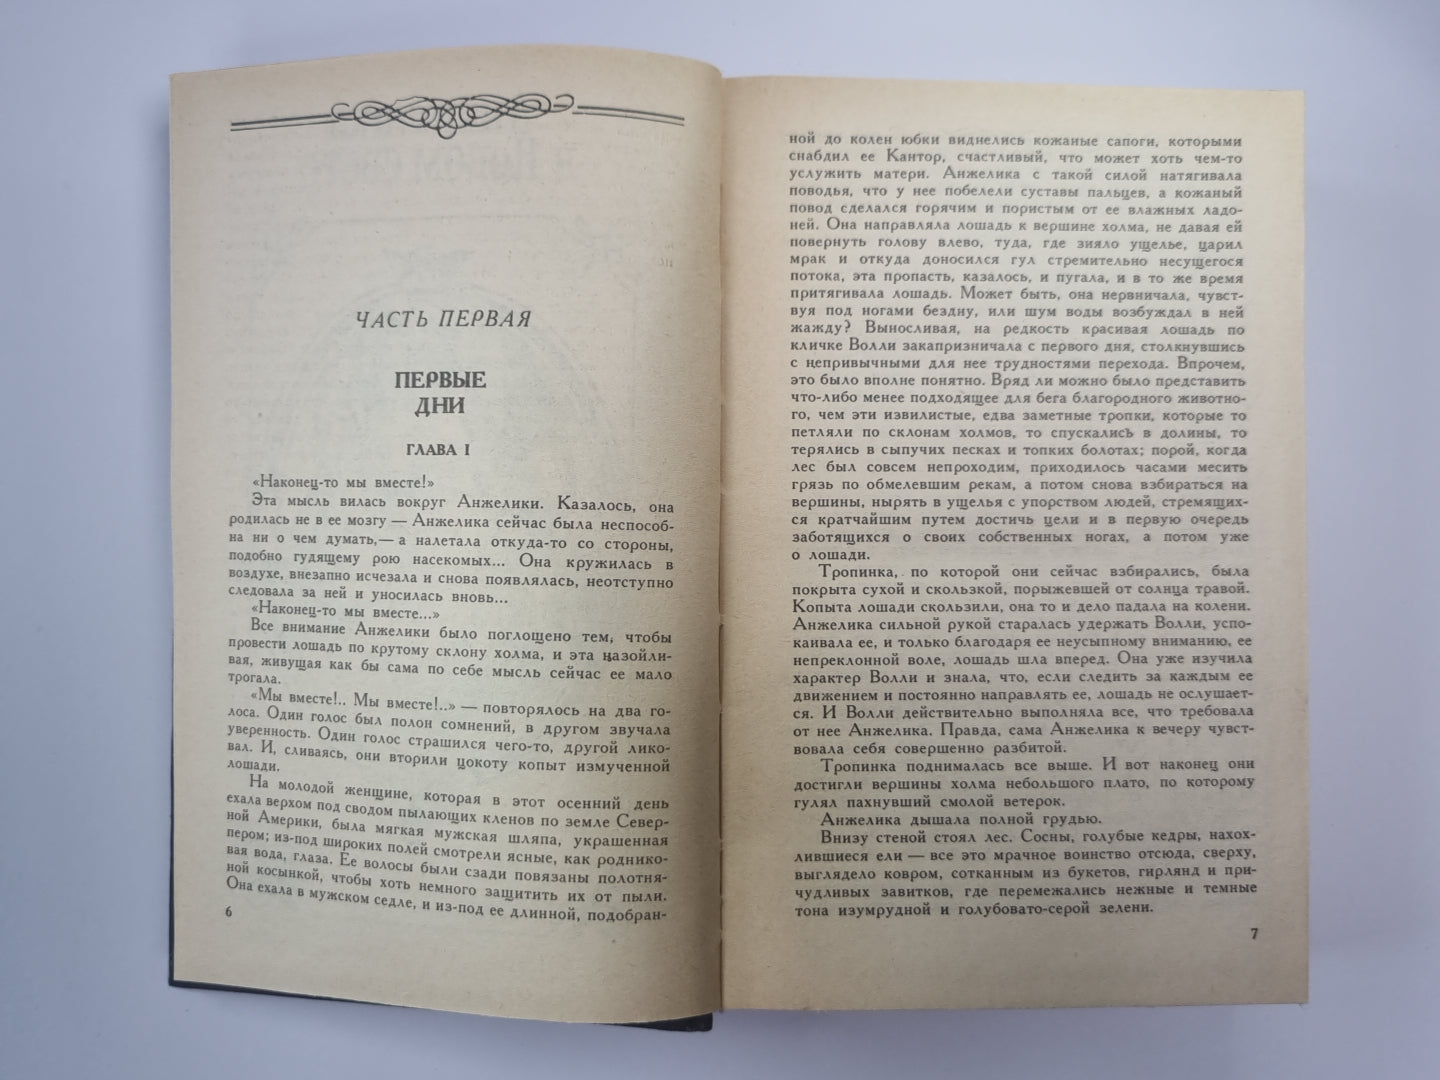 ЧАСТЬ ПЕРВАЯ
ПЕРВЫЕ
ДНИ
ГЛАВА I
«Наконец-то мы вместе!»
Эта мысль вилась вокруг Анжелики. Казалось, она
родилась не в ее мозгу — Анжелика сейчас была неспособ-
на ни о чем думать,— а налетала откуда-то со стороны,
подобно гудящему рою насекомых... Она кружилась в
воздухе, внезапно исчезала и снова появлялась, неотступно
следовала за ней и уносилась вновь...
«Наконец-то мы вместе...»
Все внимание Анжелики было поглощено тем, чтобы
провести лошадь по крутому склону холма, и эта назойли-
вая, живущая как бы сама по себе мысль сейчас ее мало
трогала.
«Мы вместе!.. Мы вместе!..» — повторялось на два го-
лоса. Один голос был полон сомнений, в другом звучала
уверенность. Один голос страшился чего-то, другой лико-
вал. И, сливаясь, они вторили цокоту копыт измученной
лошади.
На молодой женщине, которая в этот осенний день
ехала верхом под сводом пылающих кленов по земле Север-
ной Америки, была мягкая мужская шляпа, украшенная
пером; из-под широких полей смотрели ясные, как роднико-
вая вода, глаза. Ее волосы были сзади повязаны полотня-
ной косынкой, чтобы хоть немного защитить их от пыли.
Она ехала в мужском седле, и из-под ее длинной, подобран-
6
ной до колен юбки виднелись кожаные сапоги, которыми
снабдил ее Кантор, счастливый, что может хоть чем-то
услужить матери. Анжелика с такой силой натягивала
поводья, что у нее побелели суставы пальцев, а кожаный
повод сделался горячим и пористым от ее влажных ладо-
ней. Она направляла лошадь к вершине холма, не давая ей
повернуть голову влево, туда, где зияло ущелье, царил
мрак и откуда доносился гул стремительно несущегося
потока, эта пропасть, казалось, и пугала, и в то же время
притягивала лошадь. Может быть, она нервничала, чувст-
вуя под ногами бездну, или шум воды возбуждал в ней
жажду? Выносливая, на редкость красивая лошадь по
кличке Волли закапризничала с первого дня, столкнувшись
с непривычными для нее трудностями перехода. Впрочем,
это было вполне понятно. Вряд ли можно было представить
что-либо менее подходящее для бега благородного животно-
го, чем эти извилистые, едва заметные тропки, которые то
петляли по склонам холмов, то спускались в долины, то
терялись в сыпучих песках и топких болотах; порой, когда
лес был совсем непроходим, приходилось часами месить
грязь по обмелевшим рекам, а потом снова взбираться на
вершины, нырять в ущелья с упорством людей, стремящих-
ся кратчайшим путем достичь цели и в первую очередь
заботящихся о своих собственных ногах, а потом уже
о лошади.
Тропинка, по которой они сейчас взбирались, была
покрыта сухой и скользкой, порыжевшей от солнца травой.
Копыта лошади скользили, она то и дело падала на колени.
Анжелика сильной рукой старалась удержать Волли, успо-
каивала ее, и только благодаря ее неусыпному вниманию, ее
непреклонной воле, лошадь шла вперед. Она уже изучила
характер Волли и знала, что, если следить за каждым ее
движением и постоянно направлять ее, лошадь не ослушает-
ся. И Волли действительно выполняла все, что требовала
от нее Анжелика. Правда, сама Анжелика к вечеру чувст-
вовала себя совершенно разбитой.
Тропинка поднималась все выше. И вот наконец они
достигли вершины холма небольшого плато, по которому
гулял пахнувший смолой ветерок.
Анжелика дышала полной грудью.
Внизу стеной стоял лес. Сосны, голубые кедры, нахох-
лившиеся ели — все это мрачное воинство отсюда, сверху,
выглядело ковром, сотканным из букетов, гирлянд и при-
чудливых завитков, где перемежались нежные и темные
тона изумрудной и голубовато-серой зелени.
7